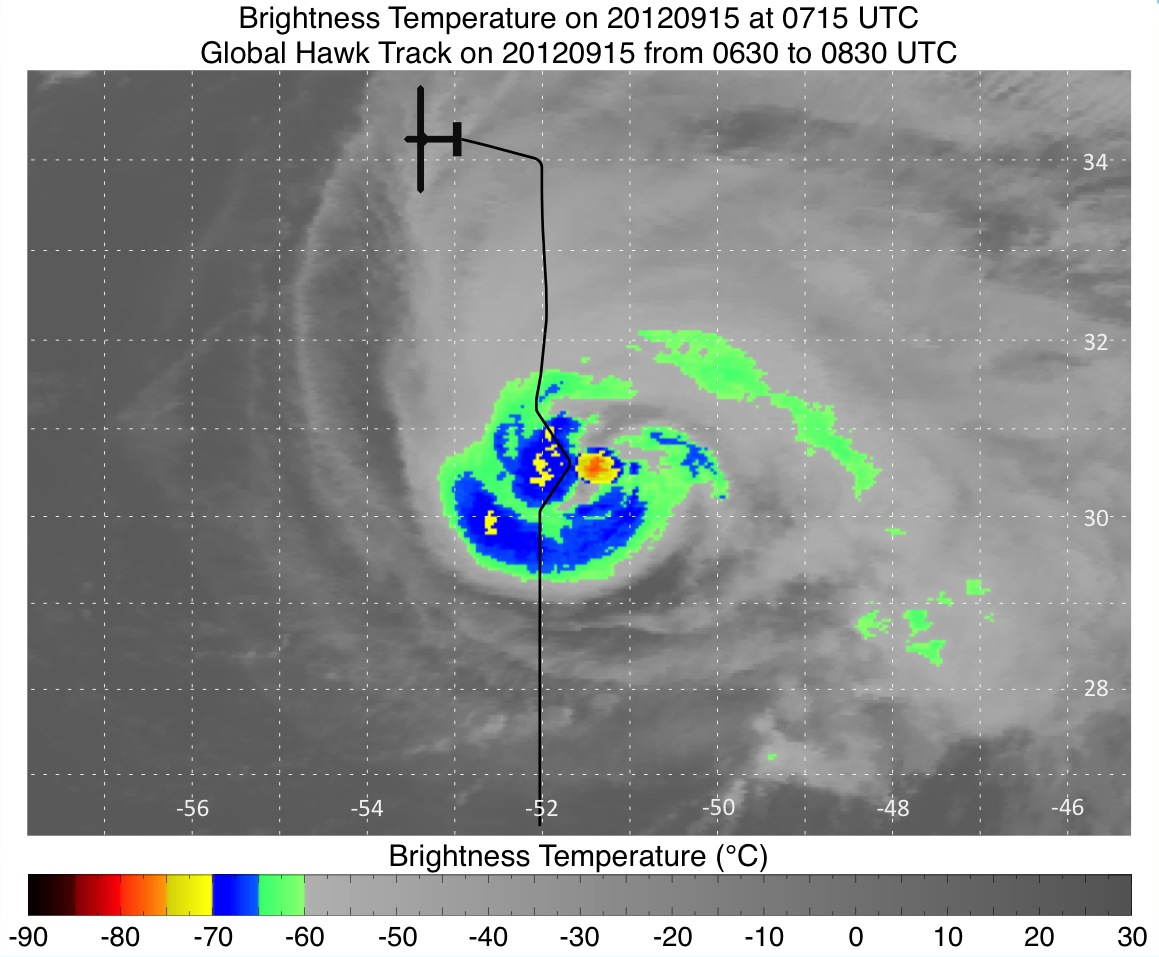 Brightness Temperature on 20120915 at 0715 UTC
Global Hawk Track on 20120915 from 0630 to 0830 UTC
34
32
30
28
-56 -54 -52 -50 -48 -46
Brightness Temperature (°C)
-90 -80 -70 -60 -50 -40 -30 -20 -10 0 10 20 30